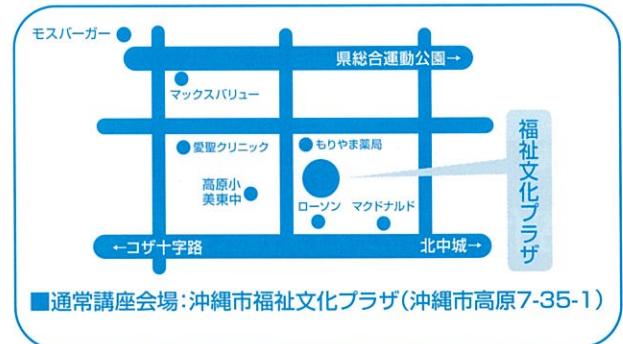 モスバーガー
県総合運動公園→
マックスバリュー
愛聖クリニック
もりやま薬局
高原小
美東中
ローソン
マクドナルド
福祉文化プラザ
←コザ十字路
北中城→
■通常講座会場:沖縄市福祉文化プラザ(沖縄市高原7-35-1)